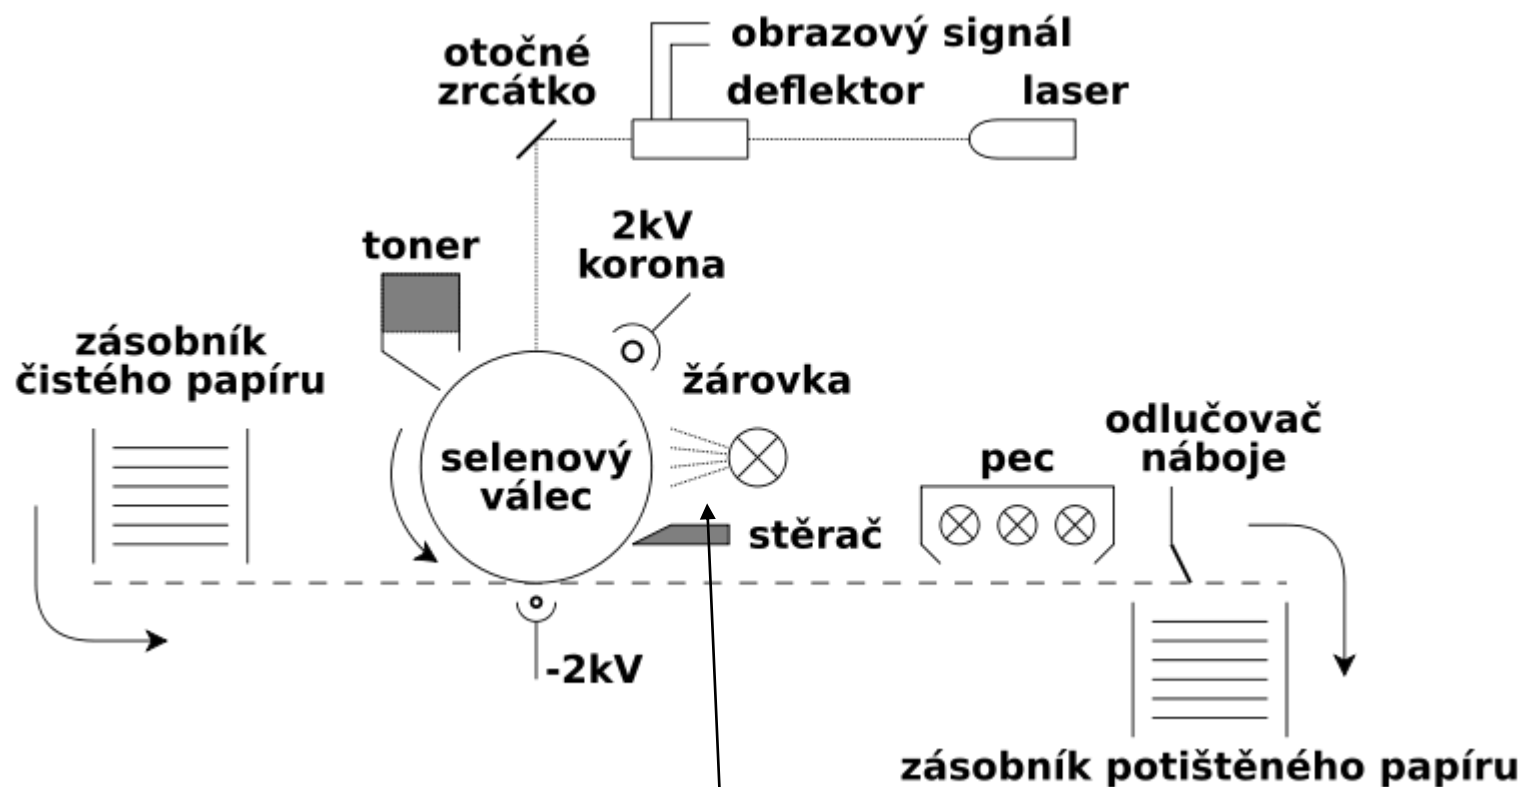 obrazový signál
otočné
zrcátko
deflektor
laser
2kV
korona
toner
zásobník
čistého papíru
žárovka
odlučovač
náboje
selenový
válec
pec
stěrač
-2kV
zásobník potištěného papíru